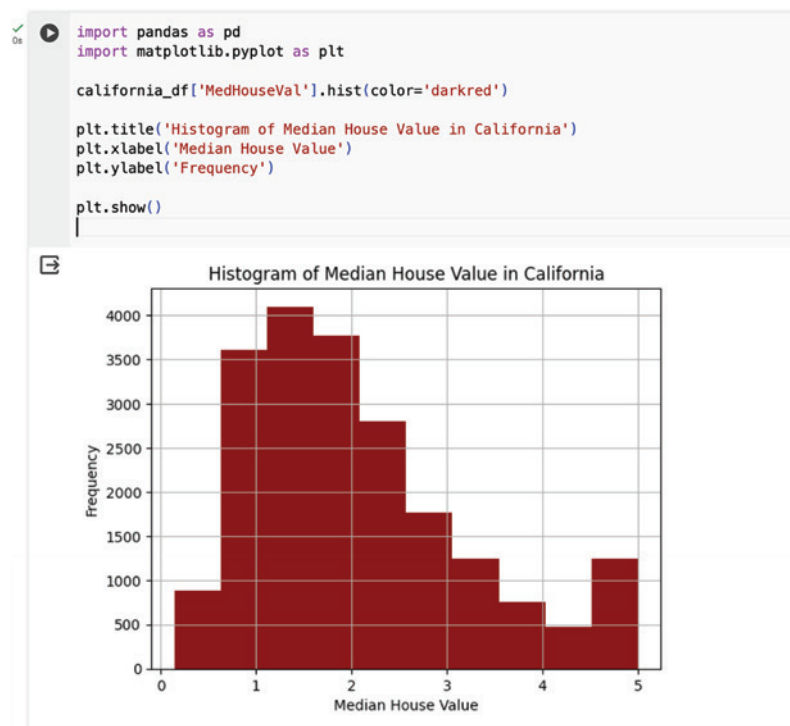 0s
import pandas as pd
import matplotlib.pyplot as plt
california_df['MedHouseVal'].hist(color='darkred')
plt.title('Histogram of Median House Value in California')
plt.xlabel('Median House Value')
plt.ylabel('Frequency')
plt.show()
Histogram of Median House Value in California
4000
3500
3000
2500
2000
1500
1000
500
0
Frequency
0 1 2 3 4 5
Median House Value